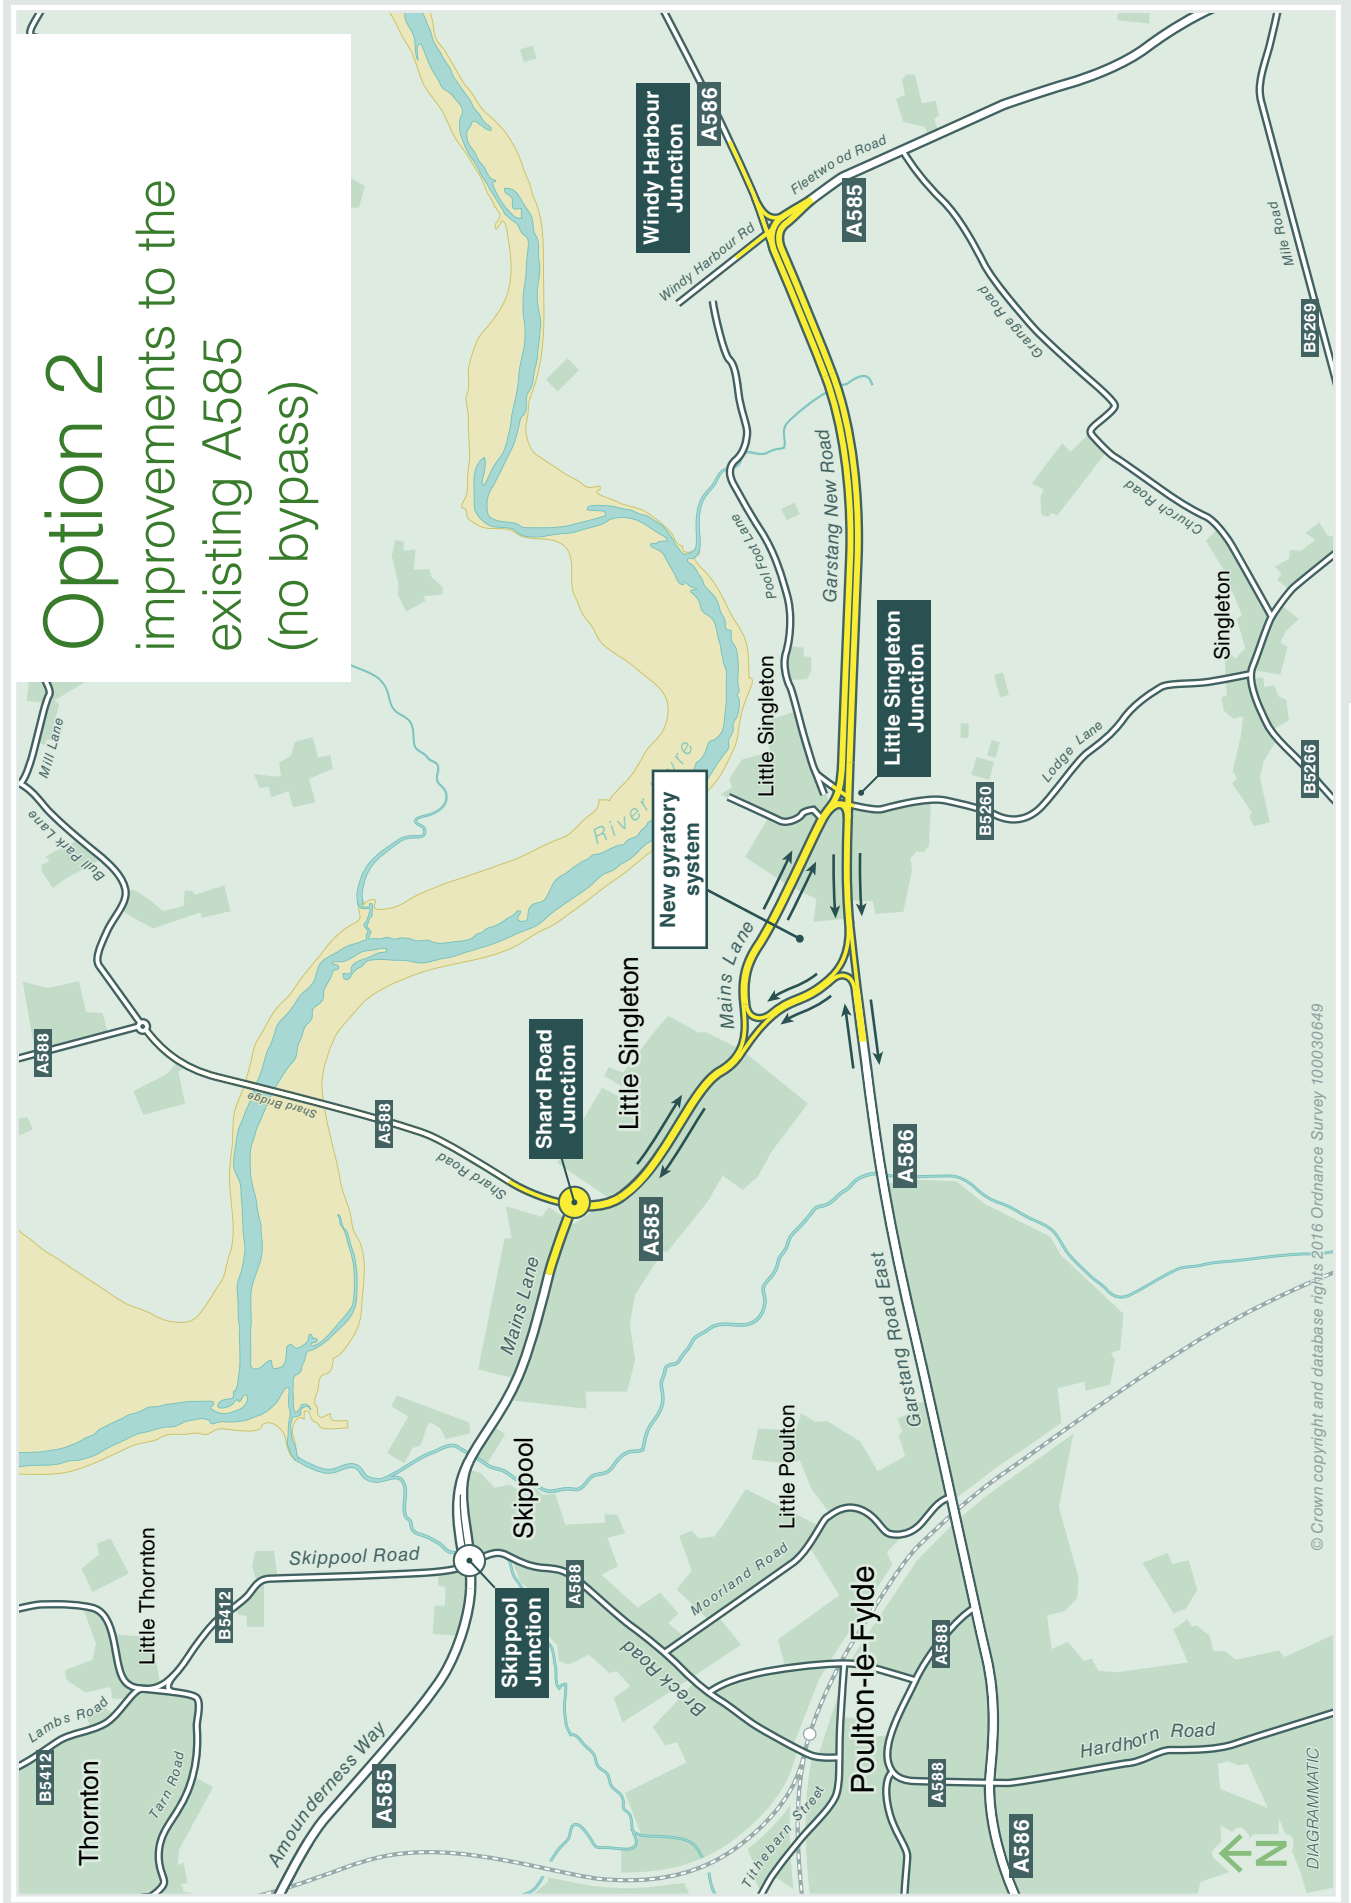 Option 2
improvements to the
existing A585
(no bypass)
Windy Harbour
Junction
A586
Windy Harbour Rd
Fleetwood Road
A585
Grange Road
Mile Road
B5269
Church Road
Singleton
B5266
Lodge Lane
B5260
Garstang New Road
Pool Foot Lane
Little Singleton
Little Singleton
Junction
New gyratory
system
Mains Lane
River Wyre
Little Singleton
Shard Road
Junction
Mill Lane
Bull Park Lane
A588
Shard Bridge
A588
Shard Road
A585
Mains Lane
A586
Garstang Road East
Skippool
Skippool
Junction
Skippool Road
Little Thornton
B5412
Lambs Road
B5412
Thornton
Tarn Road
Amounderness Way
A585
A588
Breck Road
Moorland Road
Little Poulton
Poulton-le-Fylde
A588
A588
Tithebarn Street
Hardhorn Road
A586
N
DIAGRAMMATIC
© Crown copyright and database rights 2016 Ordnance Survey 100030649